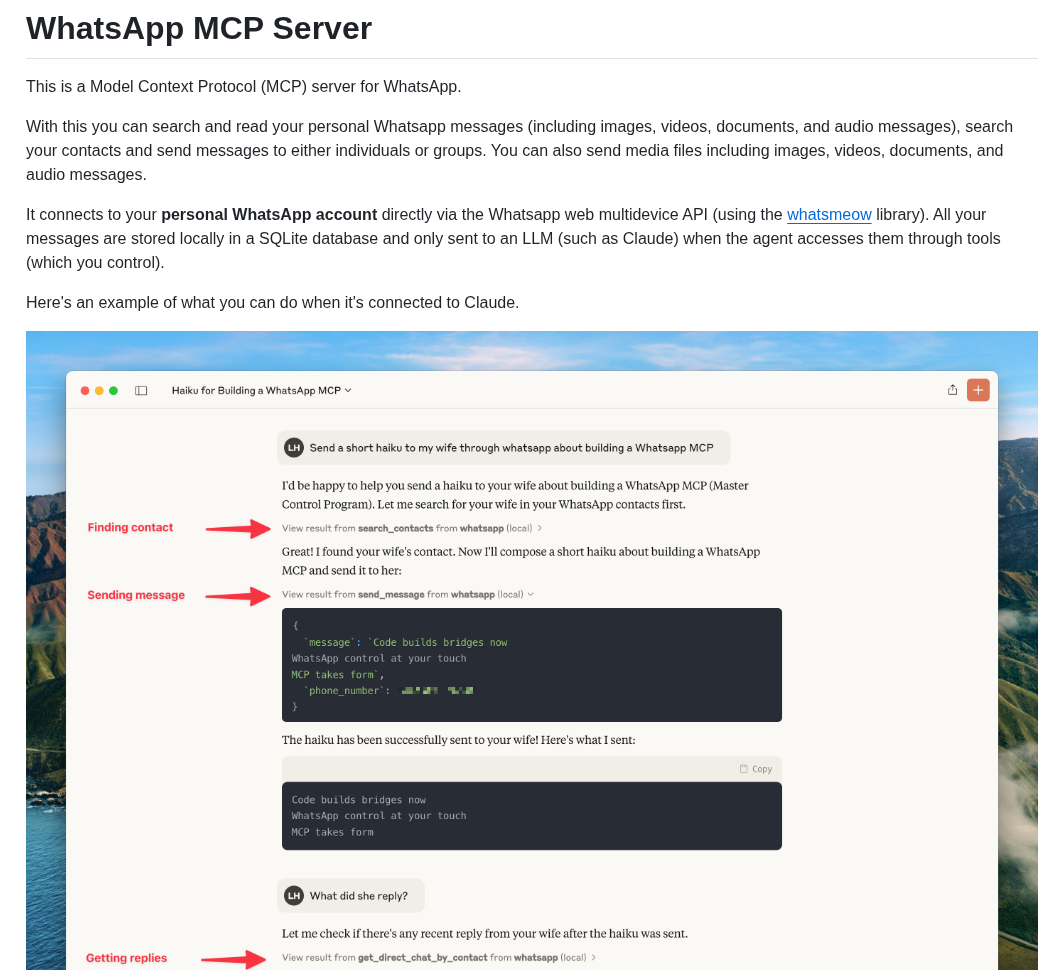 WhatsApp MCP Server
This is a Model Context Protocol (MCP) server for WhatsApp.
With this you can search and read your personal Whatsapp messages (including images, videos, documents, and audio messages), search
your contacts and send messages to either individuals or groups. You can also send media files including images, videos, documents, and
audio messages.
It connects to your personal WhatsApp account directly via the Whatsapp web multidevice API (using the whatsmeow library). All your
messages are stored locally in a SQLite database and only sent to an LLM (such as Claude) when the agent accesses them through tools
(which you control).
Here's an example of what you can do when it's connected to Claude.
Haiku for Building a WhatsApp MCP
LH Send a short haiku to my wife through whatsapp about building a Whatsapp MCP
I'd be happy to help you send a haiku to your wife about building a WhatsApp MCP (Master
Control Program). Let me search for your wife in your WhatsApp contacts first.
Finding contact
View result from search_contacts from whatsapp (local)
Great! I found your wife's contact. Now I'll compose a short haiku about building a WhatsApp
MCP and send it to her:
Sending message
View result from send_message from whatsapp (local)
{
`message`: `Code builds bridges now
WhatsApp control at your touch
MCP takes form`,
`phone_number`:
}
The haiku has been successfully sent to your wife! Here's what I sent:
Copy
Code builds bridges now
WhatsApp control at your touch
MCP takes form
LH What did she reply?
Let me check if there's any recent reply from your wife after the haiku was sent.
Getting replies
View result from get_direct_chat_by_contact from whatsapp (local)